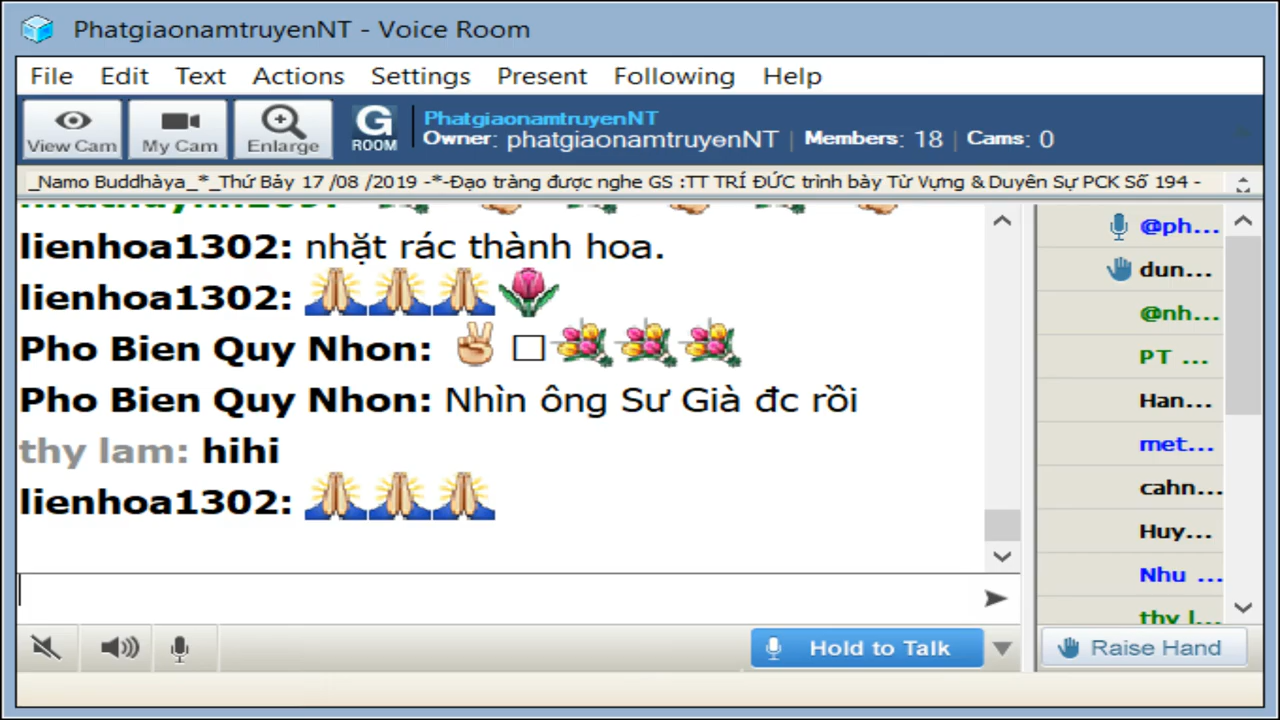 PhatgiaonamtruyenNT - Voice Room
File Edit Text Actions Settings Present Following Help
View Cam My Cam Enlarge G ROOM
PhatgiaonamtruyenNT
Owner: phatgiaonamtruyenNT | Members: 18 | Cams: 0
_Namo Buddhàya_*_Thứ Bảy 17 /08 /2019 -*-Đạo tràng được nghe GS :TT TRÍ ĐỨC trình bày Từ Vựng & Duyên Sự PCK Số 194 -
lienhoa1302: nhặt rác thành hoa.
lienhoa1302: 🙏🙏🙏🌷
Pho Bien Quy Nhon: ✌□💐💐💐
Pho Bien Quy Nhon: Nhìn ông Sư Già đc rồi
thy lam: hihi
lienhoa1302: 🙏🙏🙏
@ph...
dun...
@nh...
PT ...
Han...
met...
cahn...
Huy...
Nhu ...
thy l...
Hold to Talk
Raise Hand